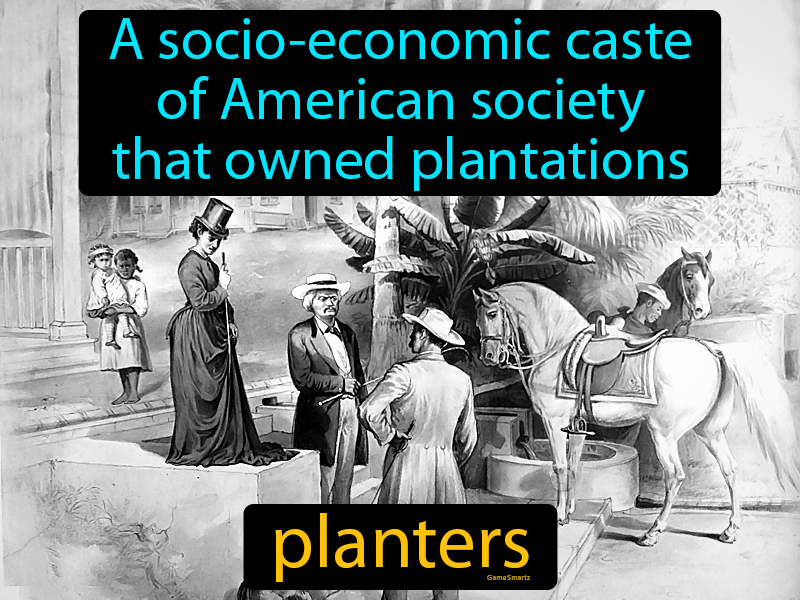 A socio-economic caste
of American society
that owned plantations
planters
GameSmartz